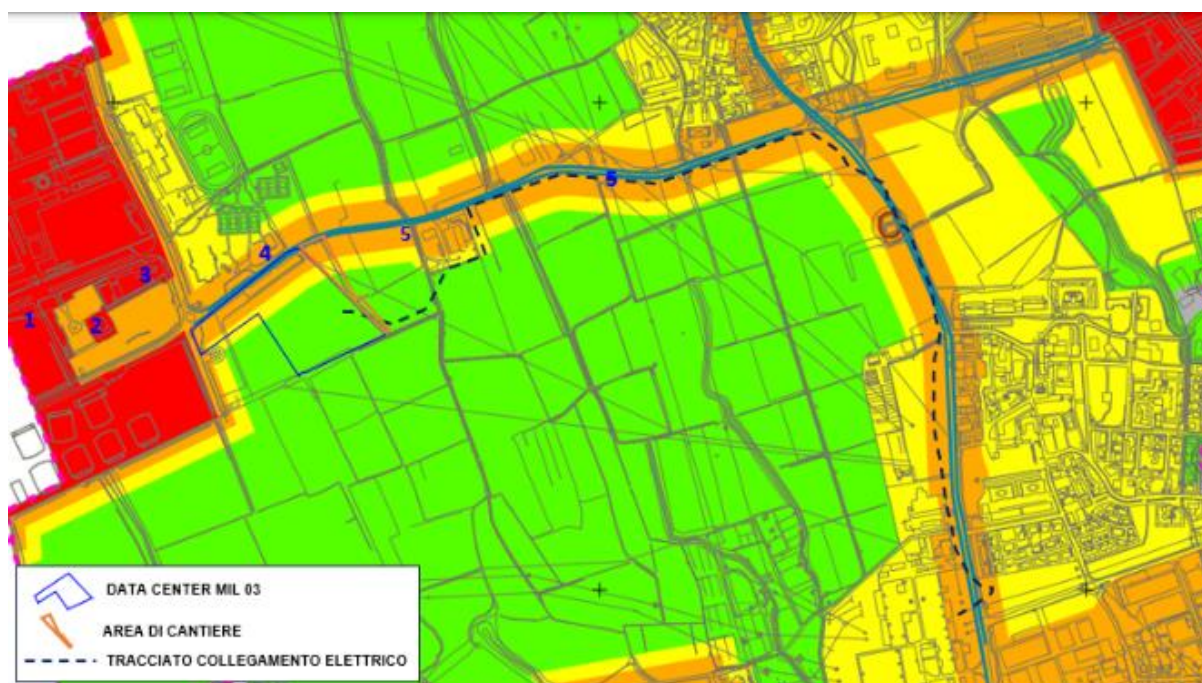 5
4
5
3
1
2
DATA CENTER MIL 03
AREA DI CANTIERE
TRACCIATO COLLEGAMENTO ELETTRICO